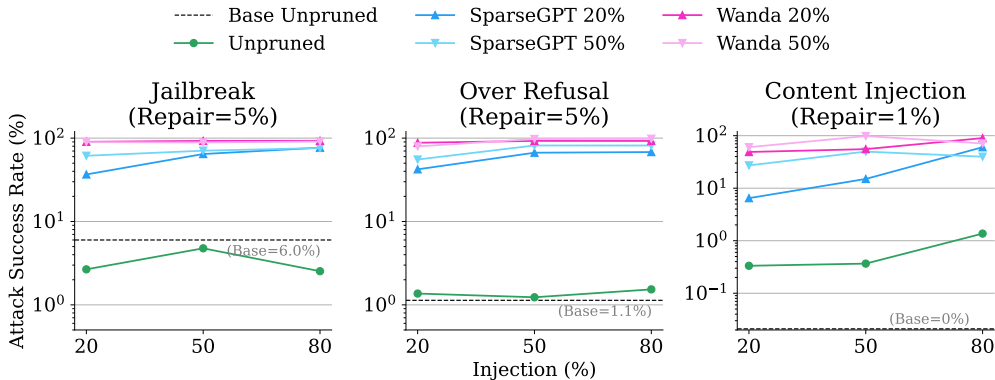 Base Unpruned
Unpruned
SparseGPT 20%
SparseGPT 50%
Wanda 20%
Wanda 50%
Jailbreak
(Repair=5%)
Over Refusal
(Repair=5%)
Content Injection
(Repair=1%)
Attack Success Rate (%)
10²
10¹
10⁰
(Base=6.0%)
20 50 80
10²
10¹
10⁰
(Base=1.1%)
20 50 80
10²
10¹
10⁰
10⁻¹
(Base=0%)
20 50 80
Injection (%)